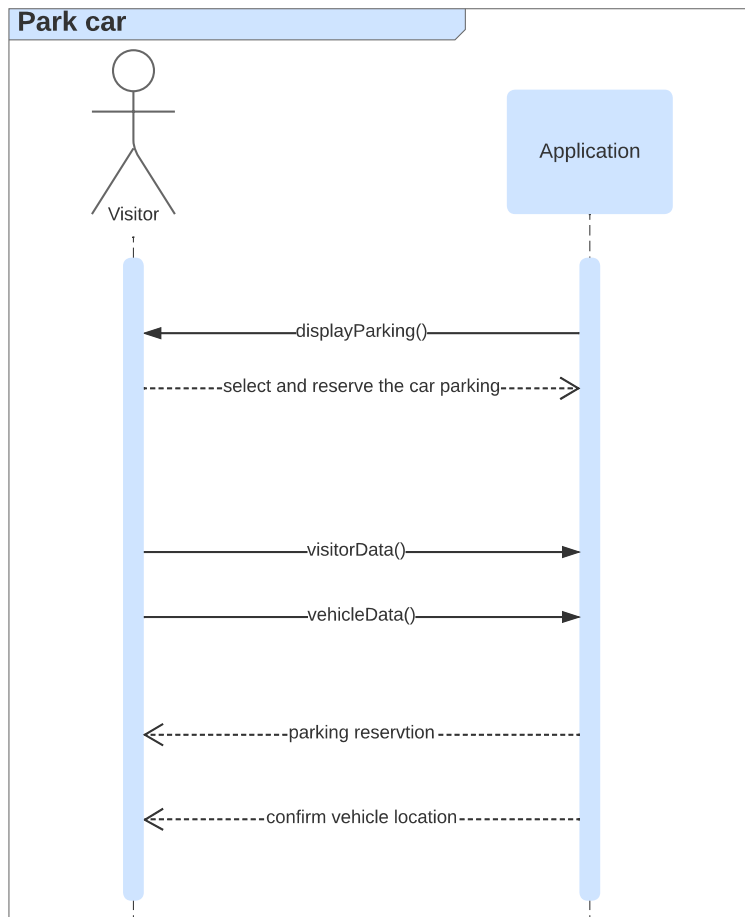 Park car
Application
Visitor
displayParking()
select and reserve the car parking
visitorData()
vehicleData()
parking reservtion
confirm vehicle location